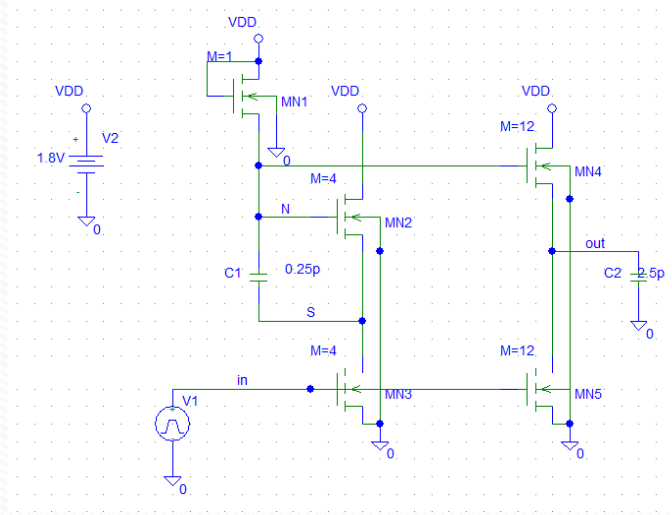 VDD
M=1
MN1
0
VDD
V2
1.8V
+
-
0
VDD
M=4
N
MN2
C1
0.25p
S
M=4
in
MN3
V1
+
-
0
0
VDD
M=12
MN4
out
C2
2.5p
0
M=12
MN5
0